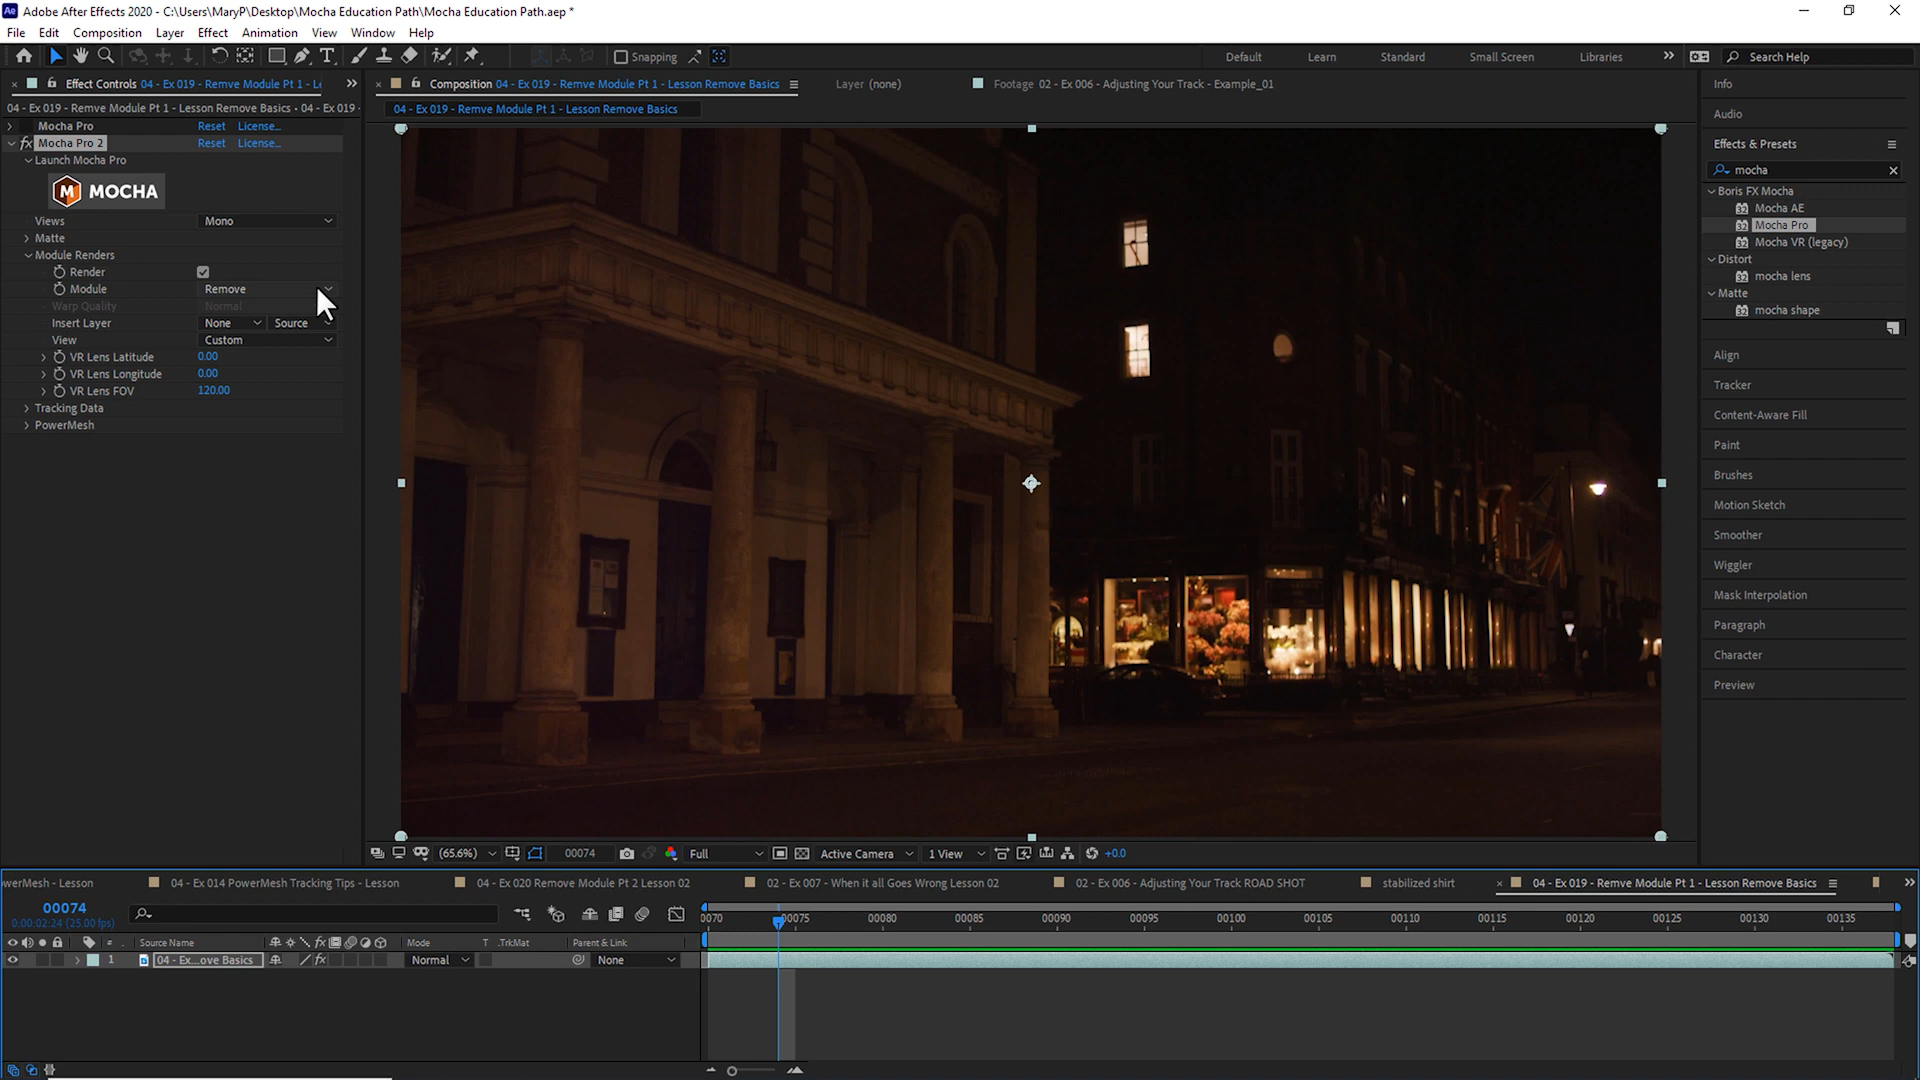 Adobe After Effects 2020 - C:\Users\MaryP\Desktop\Mocha Education Path\Mocha Education Path.aep *
File Edit Composition Layer Effect Animation View Window Help
Snapping Default Learn Standard Small Screen Libraries » Search Help
Effect Controls 04 - Ex 019 - Remve Module Pt 1 - Le
04 - Ex 019 - Remve Module Pt 1 - Lesson Remove Basics • 04 - Ex 019 -
Mocha Pro Reset License...
fx Mocha Pro 2 Reset License...
Launch Mocha Pro
M MOCHA
Views Mono
Matte
Module Renders
Render
Module Remove
Warp Quality Normal
Insert Layer None Source
View Custom
VR Lens Latitude 0.00
VR Lens Longitude 0.00
VR Lens FOV 120.00
Tracking Data
PowerMesh
Composition 04 - Ex 019 - Remve Module Pt 1 - Lesson Remove Basics
Layer (none)
Footage 02 - Ex 006 - Adjusting Your Track - Example_01
04 - Ex 019 - Remve Module Pt 1 - Lesson Remove Basics
Info
Audio
Effects & Presets
mocha
Boris FX Mocha
Mocha AE
Mocha Pro
Mocha VR (legacy)
Distort
mocha lens
Matte
mocha shape
Align
Tracker
Content-Aware Fill
Paint
Brushes
Motion Sketch
Smoother
Wiggler
Mask Interpolation
Paragraph
Character
Preview
(65.6%) 00074 Full Active Camera 1 View +0.0
owerMesh - Lesson
04 - Ex 014 PowerMesh Tracking Tips - Lesson
04 - Ex 020 Remove Module Pt 2 Lesson 02
02 - Ex 007 - When it all Goes Wrong Lesson 02
02 - Ex 006 - Adjusting Your Track ROAD SHOT
stabilized shirt
04 - Ex 019 - Remve Module Pt 1 - Lesson Remove Basics
00074
0:00:02:24 (25.00 fps)
0070 00075 00080 00085 00090 00095 00100 00105 00110 00115 00120 00125 00130 00135
# Source Name fx Mode T .TrkMat Parent & Link
1 04 - Ex...ove Basics fx Normal None